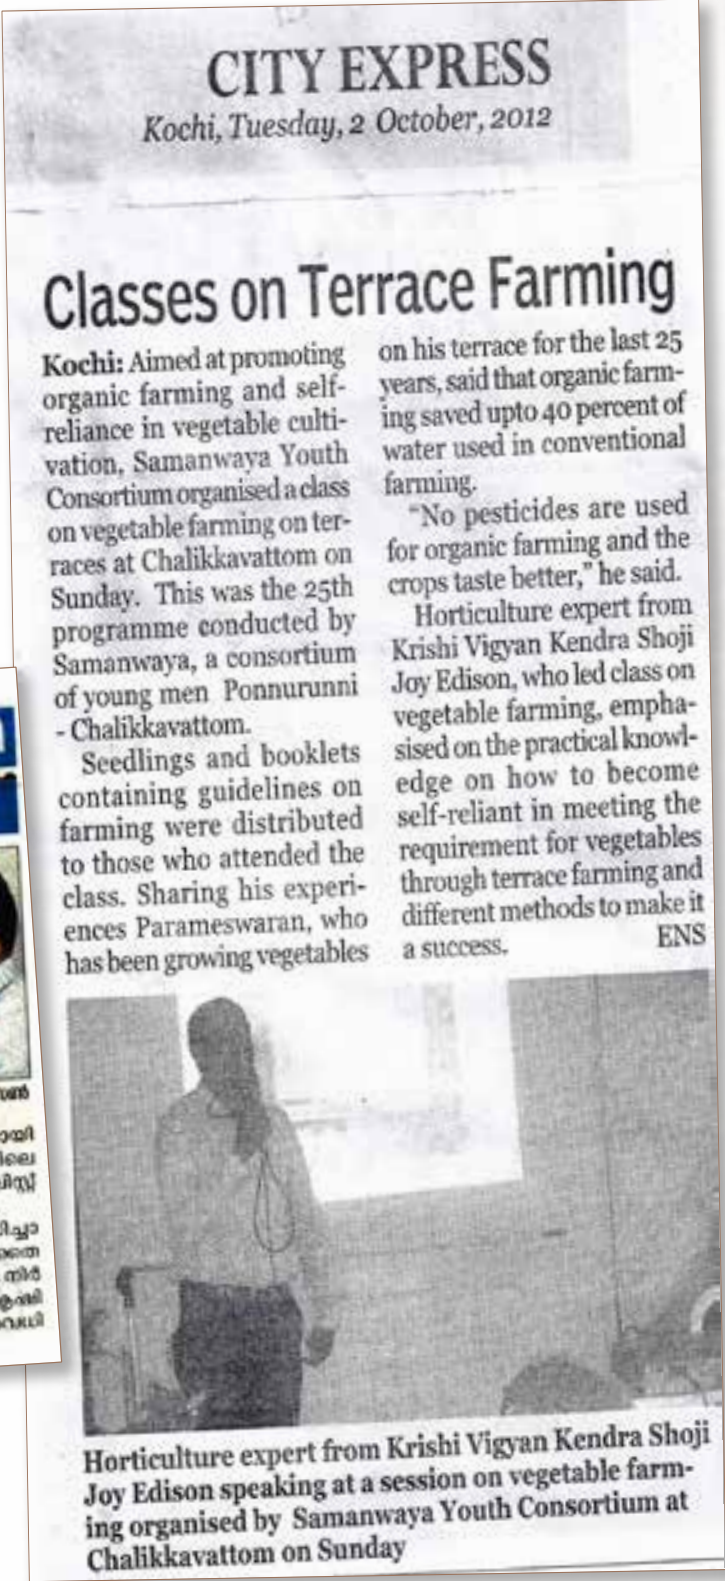 CITY EXPRESS
Kochi, Tuesday, 2 October, 2012
Classes on Terrace Farming
Kochi: Aimed at promoting
organic farming and self-
reliance in vegetable culti-
vation, Samanwaya Youth
Consortium organised a class
on vegetable farming on ter-
races at Chalikkavattom on
Sunday. This was the 25th
programme conducted by
Samanwaya, a consortium
of young men Ponnurunni
- Chalikkavattom.
Seedlings and booklets
containing guidelines on
farming were distributed
to those who attended the
class. Sharing his experi-
ences Parameswaran, who
has been growing vegetables
on his terrace for the last 25
years, said that organic farm-
ing saved upto 40 percent of
water used in conventional
farming.
"No pesticides are used
for organic farming and the
crops taste better," he said.
Horticulture expert from
Krishi Vigyan Kendra Shoji
Joy Edison, who led class on
vegetable farming, empha-
sised on the practical knowl-
edge on how to become
self-reliant in meeting the
requirement for vegetables
through terrace farming and
different methods to make it
a success. ENS
Horticulture expert from Krishi Vigyan Kendra Shoji
Joy Edison speaking at a session on vegetable farm-
ing organised by Samanwaya Youth Consortium at
Chalikkavattom on Sunday